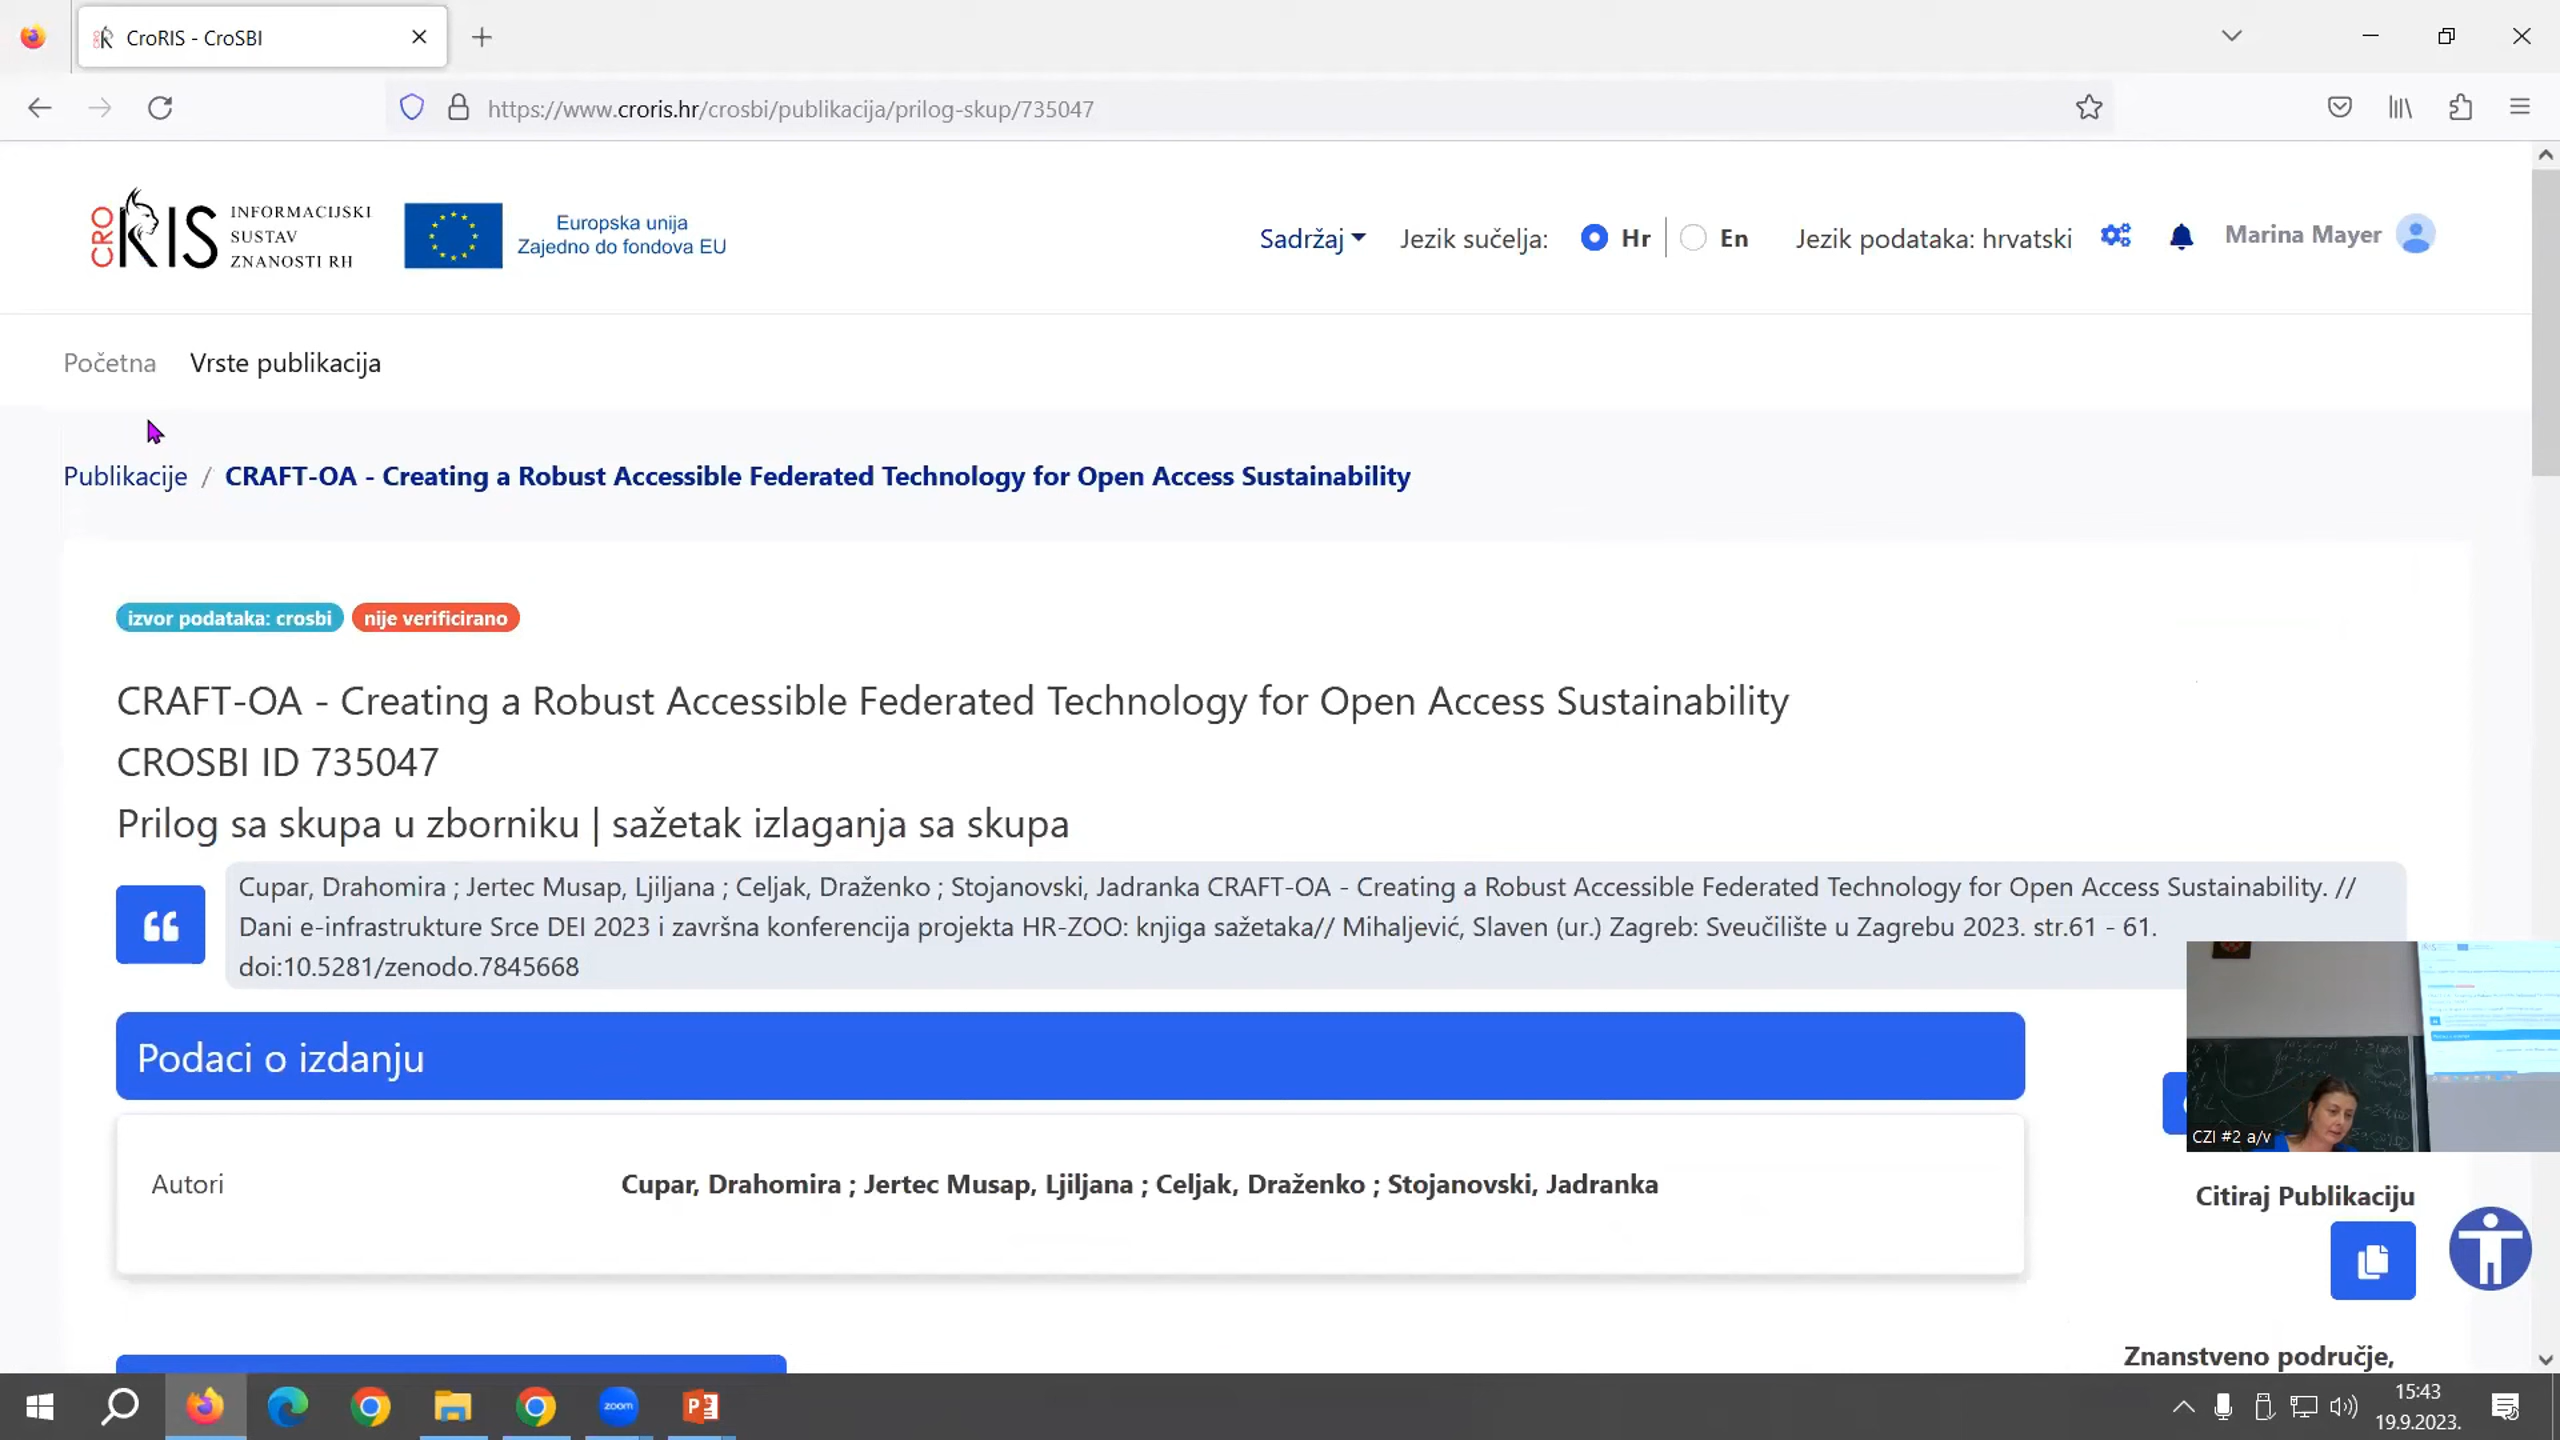 CroRIS - CroSBI
https://www.croris.hr/crosbi/publikacija/prilog-skup/735047
CRO RIS
INFORMACIJSKI
SUSTAV
ZNANOSTI RH
Europska unija
Zajedno do fondova EU
Sadržaj
Jezik sučelja:
Hr
En
Jezik podataka: hrvatski
Marina Mayer
Početna
Vrste publikacija
Publikacije / CRAFT-OA - Creating a Robust Accessible Federated Technology for Open Access Sustainability
izvor podataka: crosbi
nije verificirano
CRAFT-OA - Creating a Robust Accessible Federated Technology for Open Access Sustainability
CROSBI ID 735047
Prilog sa skupa u zborniku | sažetak izlaganja sa skupa
Cupar, Drahomira ; Jertec Musap, Ljiljana ; Celjak, Draženko ; Stojanovski, Jadranka CRAFT-OA - Creating a Robust Accessible Federated Technology for Open Access Sustainability. //
Dani e-infrastrukture Srce DEI 2023 i završna konferencija projekta HR-ZOO: knjiga sažetaka// Mihaljević, Slaven (ur.) Zagreb: Sveučilište u Zagrebu 2023. str.61 - 61.
doi:10.5281/zenodo.7845668
Podaci o izdanju
CZI #2 a/v
Autori
Cupar, Drahomira ; Jertec Musap, Ljiljana ; Celjak, Draženko ; Stojanovski, Jadranka
Citiraj Publikaciju
Znanstveno područje,
zoom
P
15:43
19.9.2023.